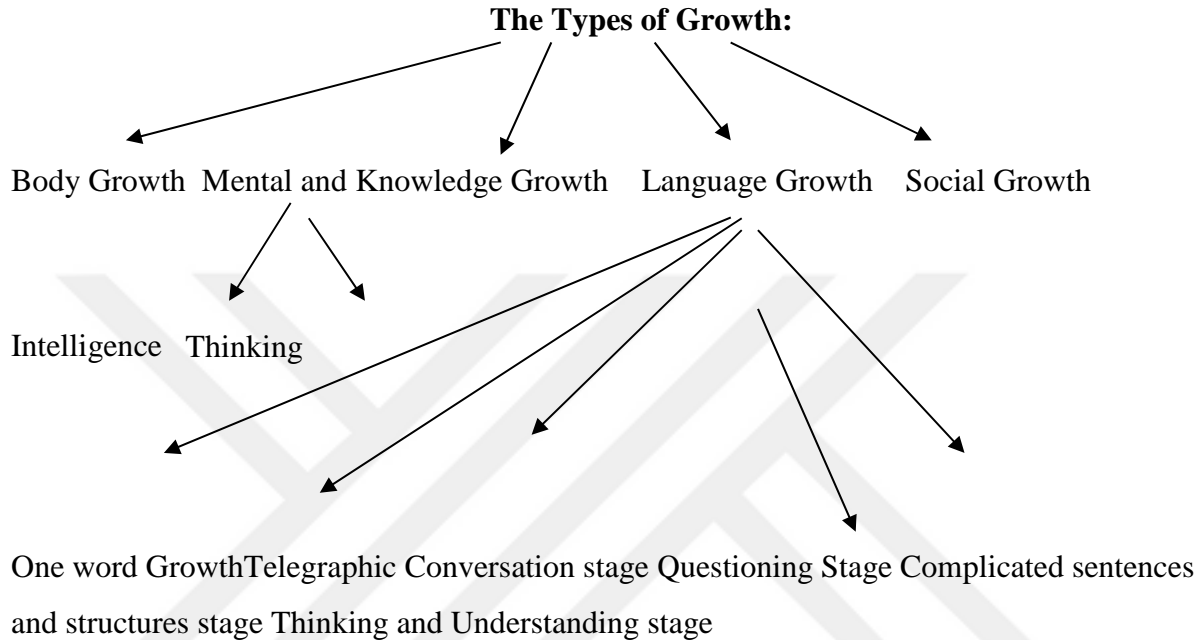 The Types of Growth:
Body Growth Mental and Knowledge Growth Language Growth Social Growth
Intelligence Thinking
One word GrowthTelegraphic Conversation stage Questioning Stage Complicated sentences
and structures stage Thinking and Understanding stage